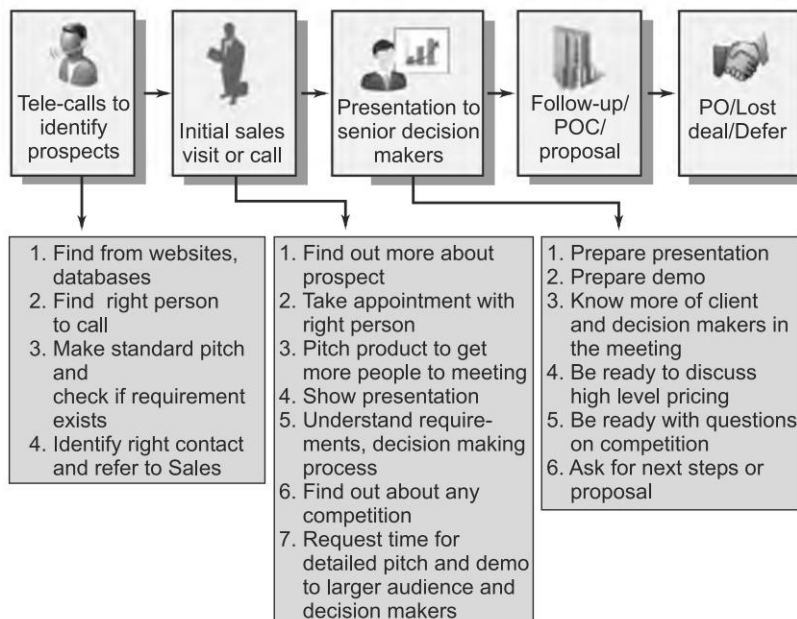 Tele-calls to
identify
prospects
Initial sales
visit or call
Presentation to
senior decision
makers
Follow-up/
POC/
proposal
PO/Lost
deal/Defer
1. Find from websites,
databases
2. Find right person
to call
3. Make standard pitch
and
check if requirement
exists
4. Identify right contact
and refer to Sales
1. Find out more about
prospect
2. Take appointment with
right person
3. Pitch product to get
more people to meeting
4. Show presentation
5. Understand require-
ments, decision making
process
6. Find out about any
competition
7. Request time for
detailed pitch and demo
to larger audience and
decision makers
1. Prepare presentation
2. Prepare demo
3. Know more of client
and decision makers in
the meeting
4. Be ready to discuss
high level pricing
5. Be ready with questions
on competition
6. Ask for next steps or
proposal